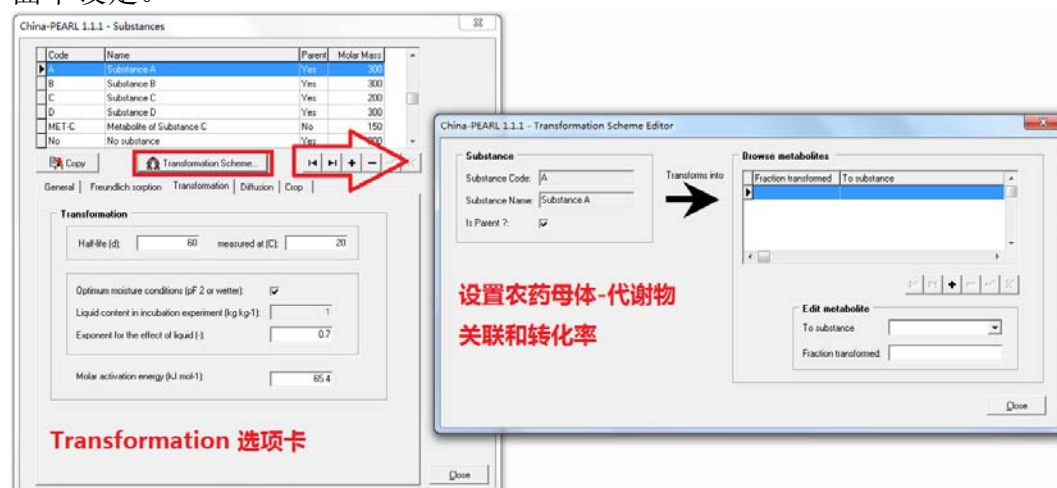 China-PEARL 1.1.1 - Substances
Code Name Parent Molar Mass
A Substance A Yes 300
B Substance B Yes 300
C Substance C Yes 200
D Substance D Yes 300
MET-C Metabolite of Substance C No 150
No No substance Yes 200
Copy Transformation Scheme...
General Freundlich sorption Transformation Diffusion Crop
Transformation
Half-life (d): 60 measured at (C): 20
Optimum moisture conditions (pF 2 or wetter):
Liquid content in incubation experiment (kg kg-1): 1
Exponent for the effect of liquid (-): 0.7
Molar activation energy (kJ mol-1): 65.4
Transformation 选项卡
Close
China-PEARL 1.1.1 - Transformation Scheme Editor
Substance
Substance Code: A
Substance Name: Substance A
Is Parent ?:
Transforms into
Browse metabolites
Fraction transformed To substance
设置农药母体-代谢物
关联和转化率
Edit metabolite
To substance
Fraction transformed:
Close